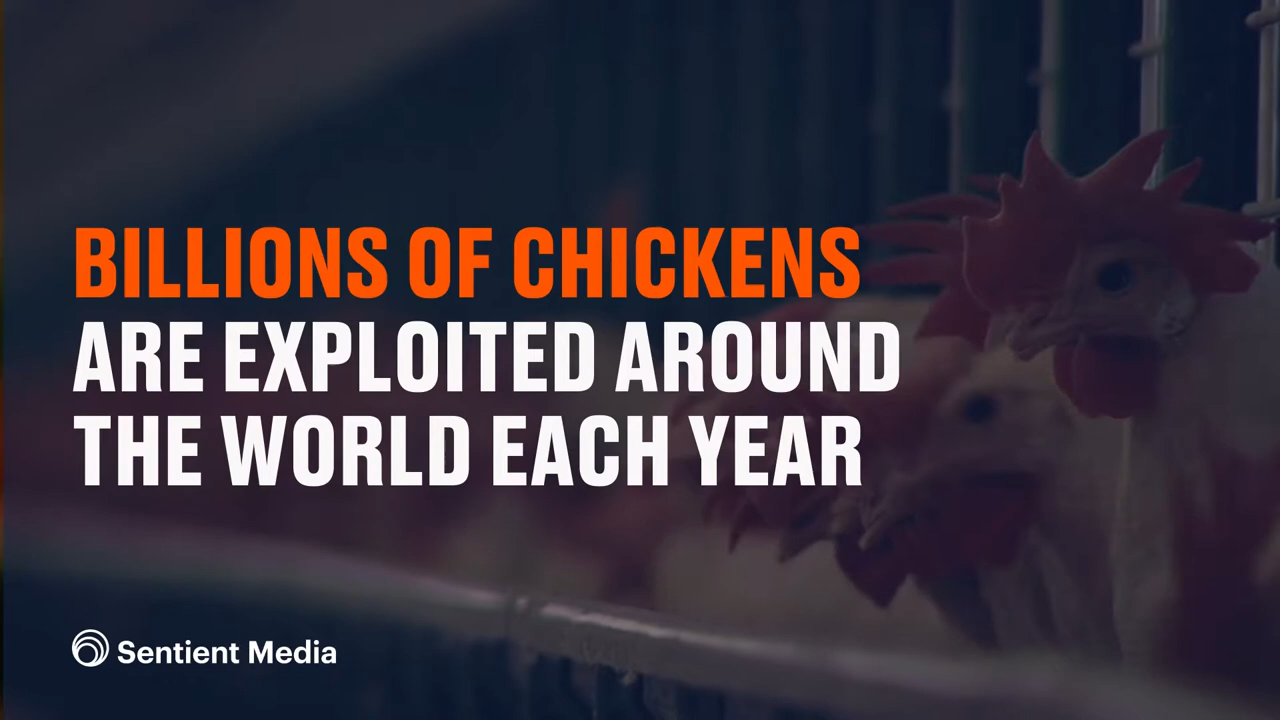 BILLIONS OF CHICKENS
ARE EXPLOITED AROUND
THE WORLD EACH YEAR
Sentient Media